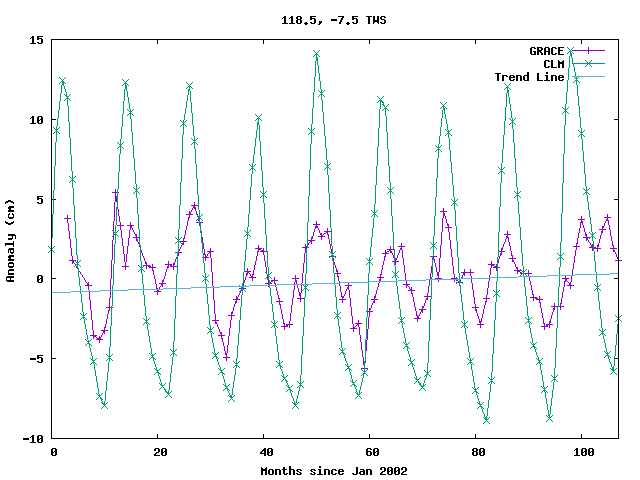 118.5, -7.5 TWS
GRACE
CLM
Trend Line
15
10
5
0
-5
-10
Anomaly (cm)
0 20 40 60 80 100
Months since Jan 2002